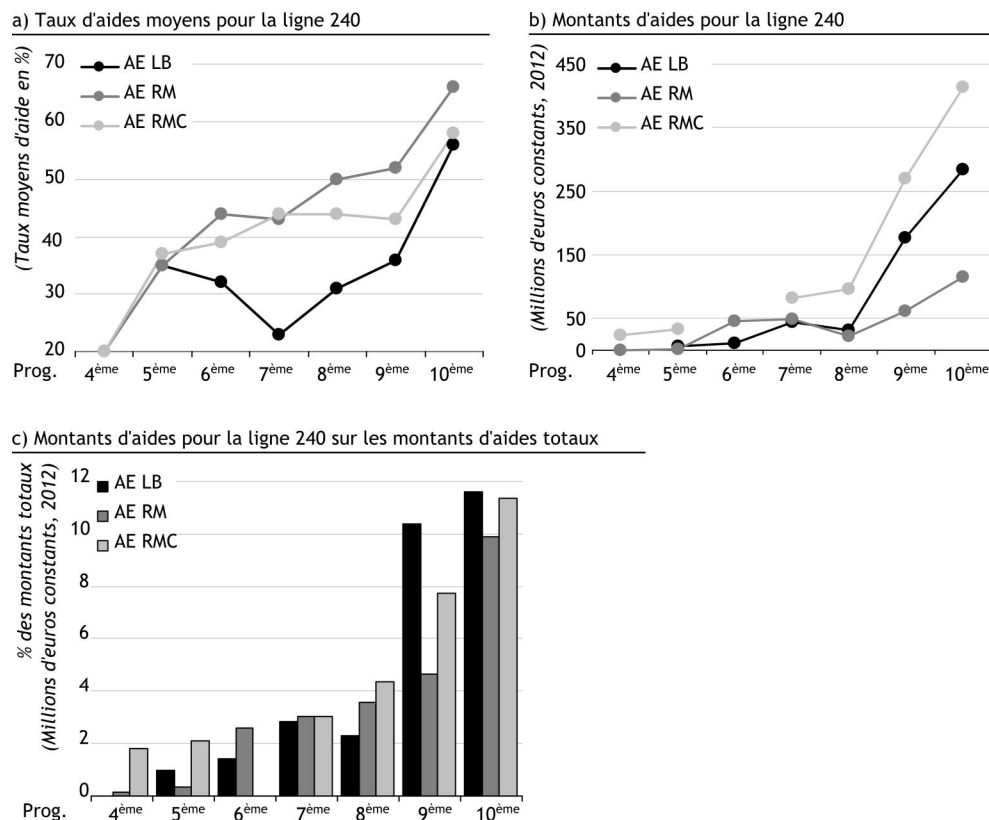 a) Taux d'aides moyens pour la ligne 240
(Taux moyens d'aide en %)
70
60
50
40
30
20
AE LB
AE RM
AE RMC
Prog.
4ème 5ème 6ème 7ème 8ème 9ème 10ème
b) Montants d'aides pour la ligne 240
(Millions d'euros constants, 2012)
450
350
250
150
50
0
AE LB
AE RM
AE RMC
Prog.
4ème 5ème 6ème 7ème 8ème 9ème 10ème
c) Montants d'aides pour la ligne 240 sur les montants d'aides totaux
% des montants totaux
(Millions d'euros constants, 2012)
12
10
8
6
4
2
0
AE LB
AE RM
AE RMC
Prog.
4ème 5ème 6ème 7ème 8ème 9ème 10ème